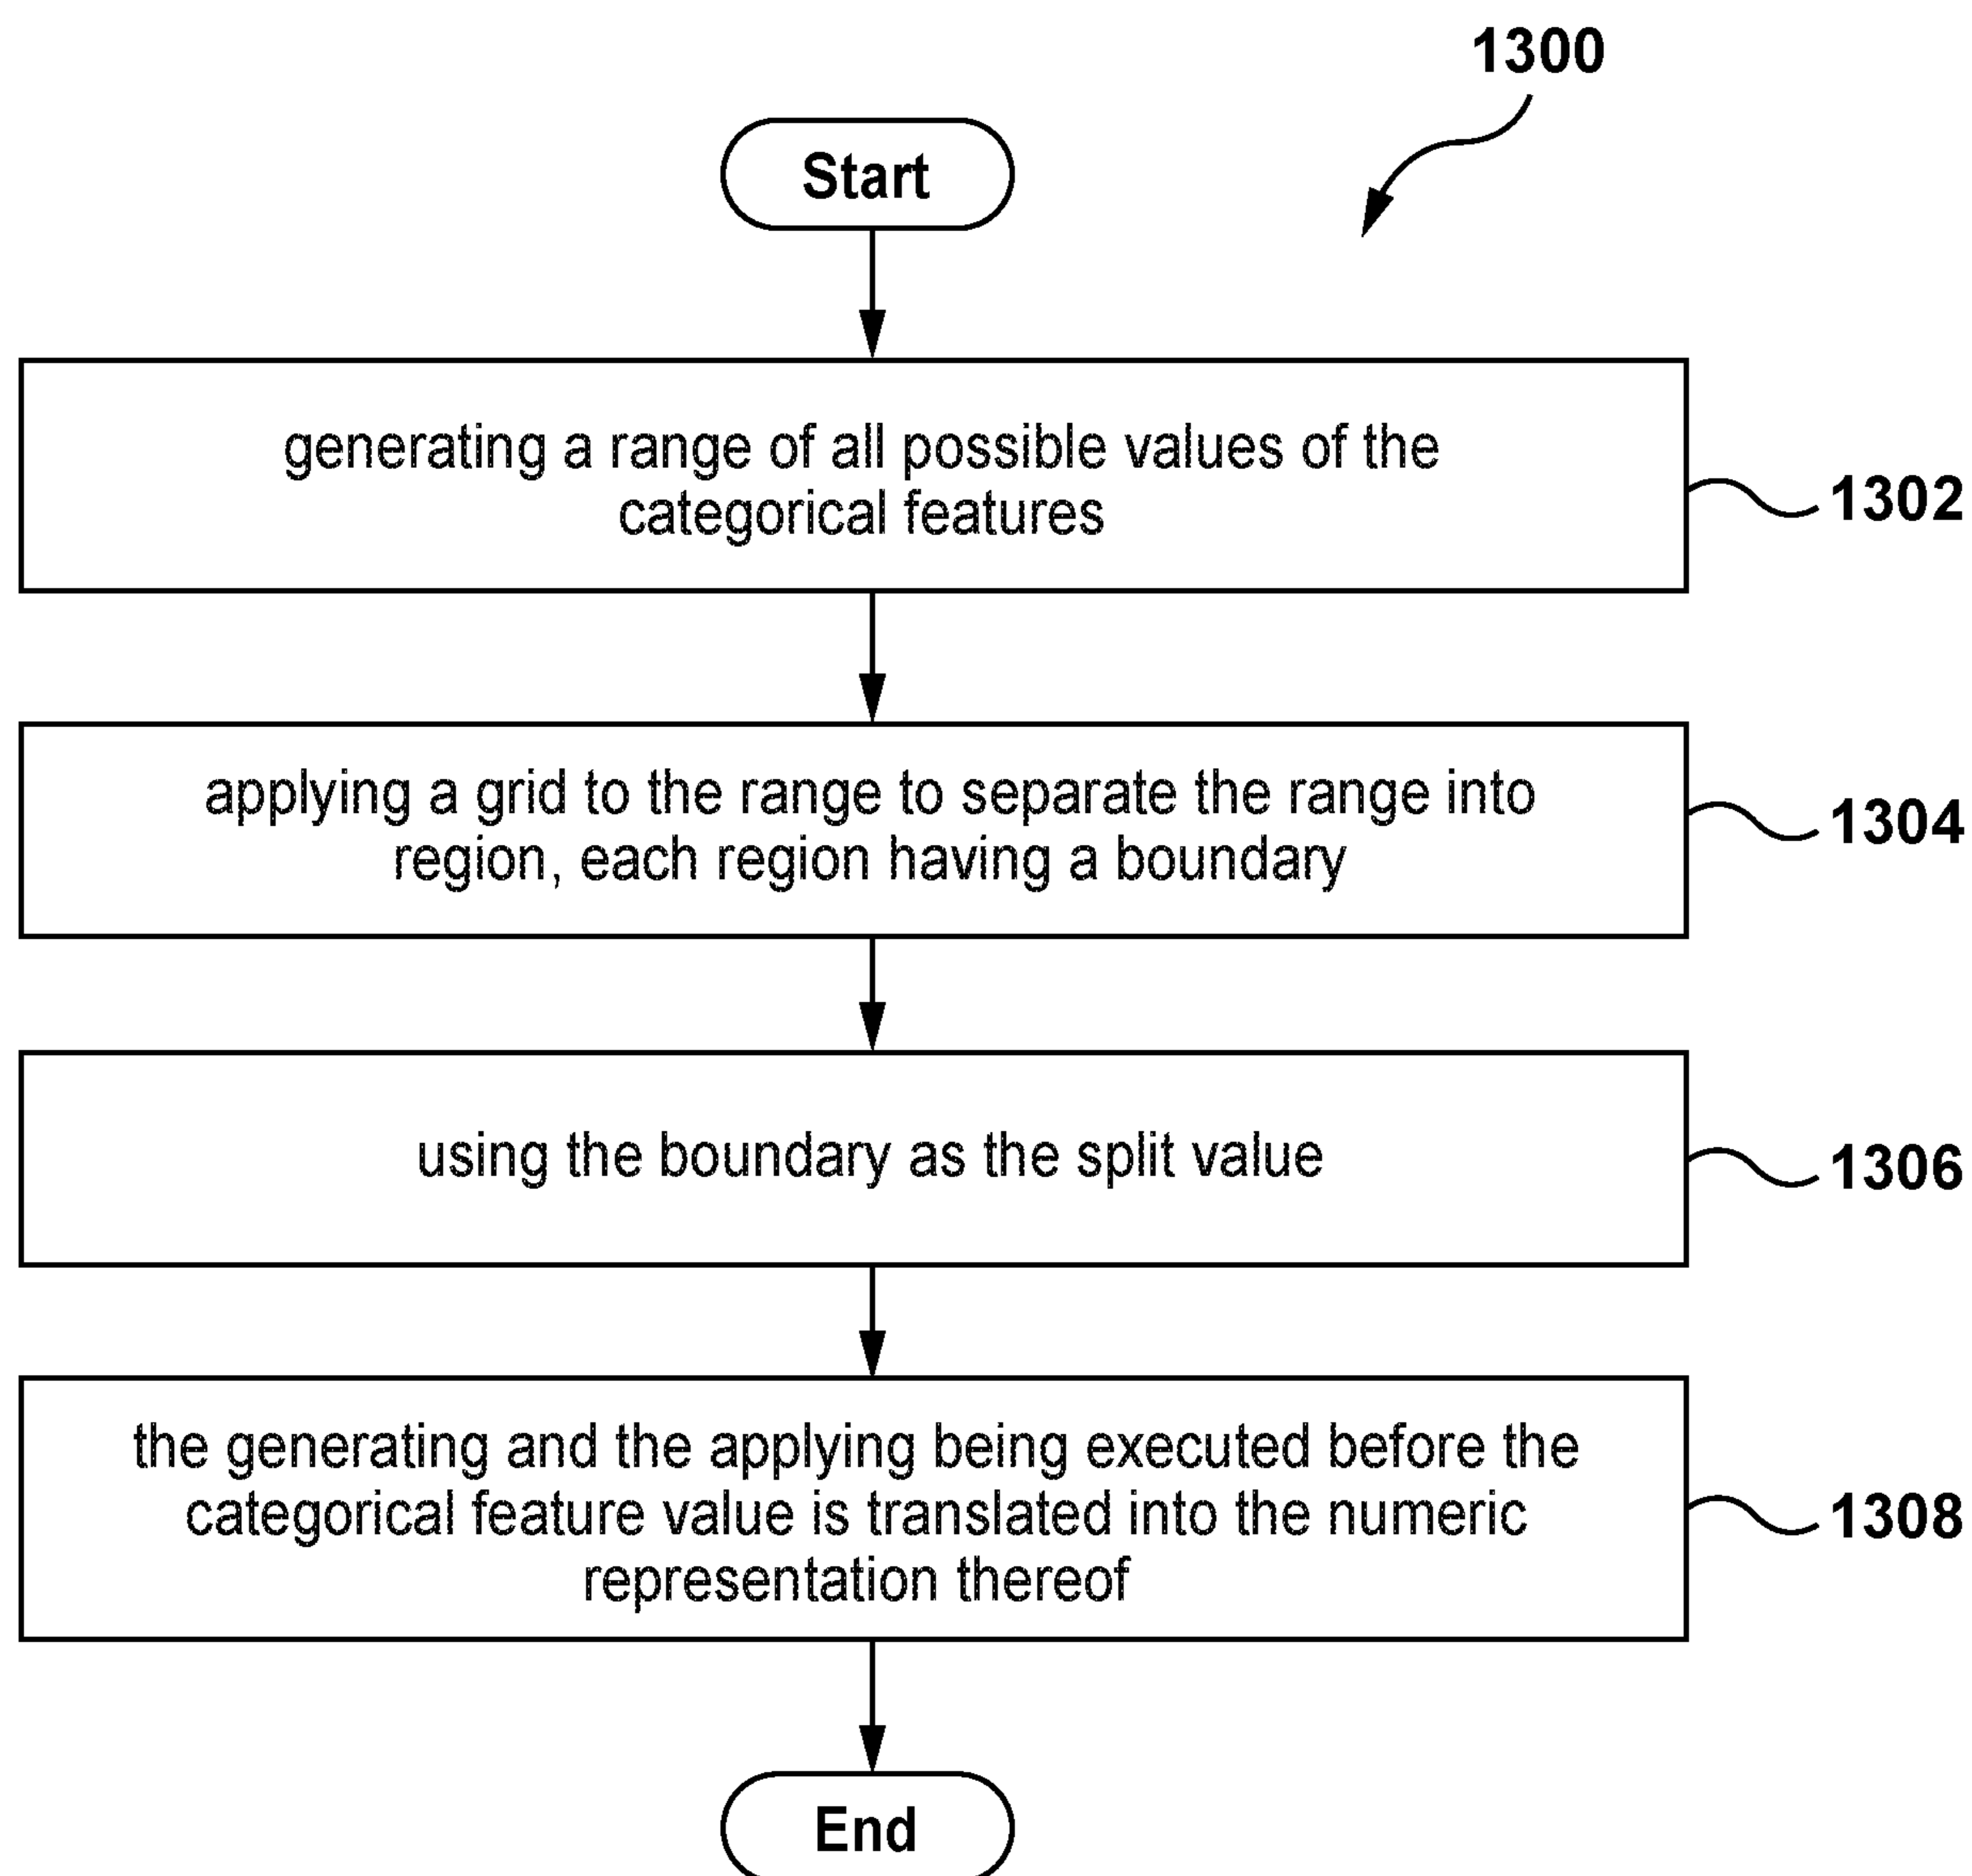 1300
Start
generating a range of all possible values of the
categorical features
1302
applying a grid to the range to separate the range into
region, each region having a boundary
1304
using the boundary as the split value
1306
the generating and the applying being executed before the
categorical feature value is translated into the numeric
representation thereof
1308
End